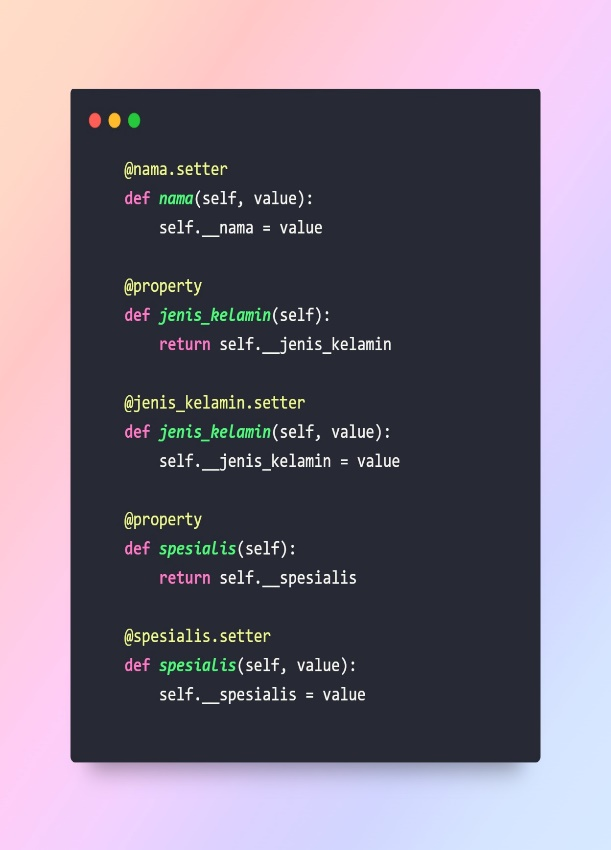 @nama.setter
def nama(self, value):
    self.__nama = value

@property
def jenis_kelamin(self):
    return self.__jenis_kelamin

@jenis_kelamin.setter
def jenis_kelamin(self, value):
    self.__jenis_kelamin = value

@property
def spesialis(self):
    return self.__spesialis

@spesialis.setter
def spesialis(self, value):
    self.__spesialis = value